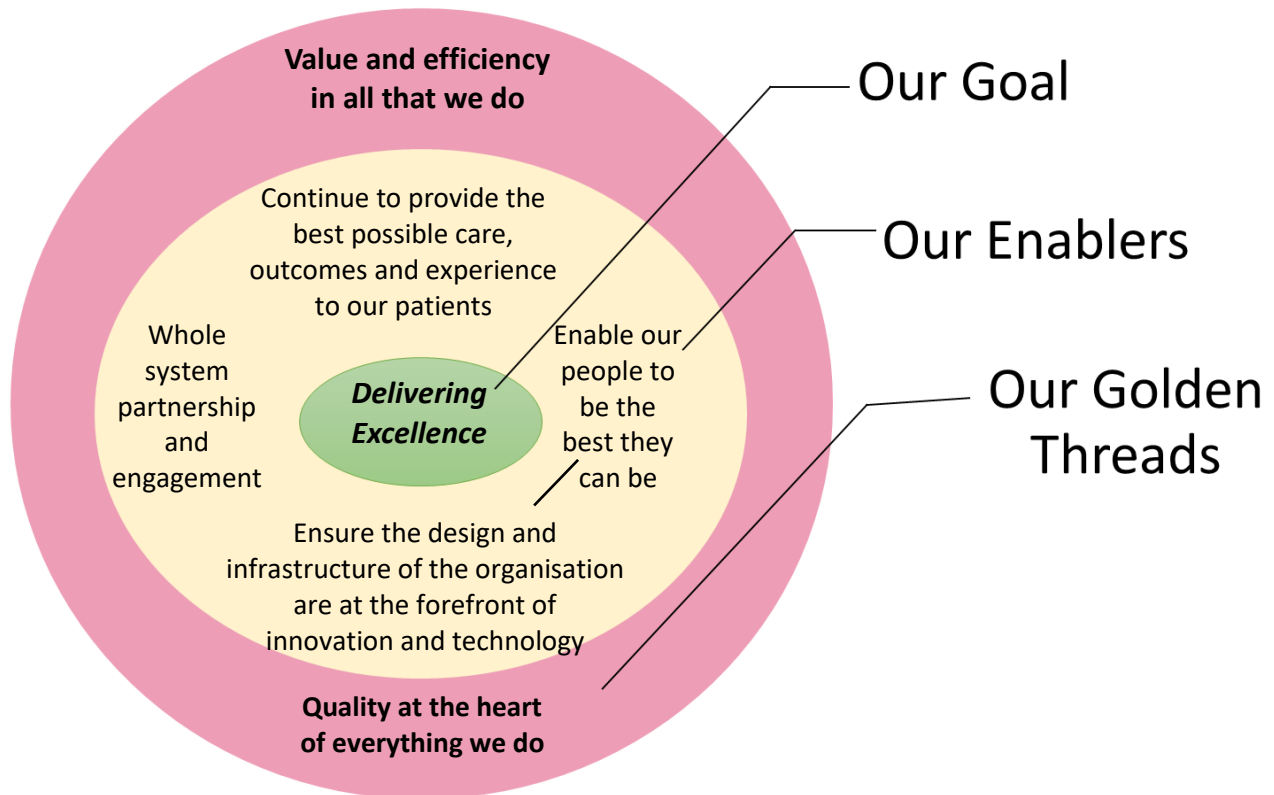 Value and efficiency
in all that we do
Continue to provide the
best possible care,
outcomes and experience
to our patients
Whole
system
partnership
and
engagement
Delivering
Excellence
Enable our
people to
be the
best they
can be
Ensure the design and
infrastructure of the organisation
are at the forefront of
innovation and technology
Quality at the heart
of everything we do
Our Goal
Our Enablers
Our Golden
Threads